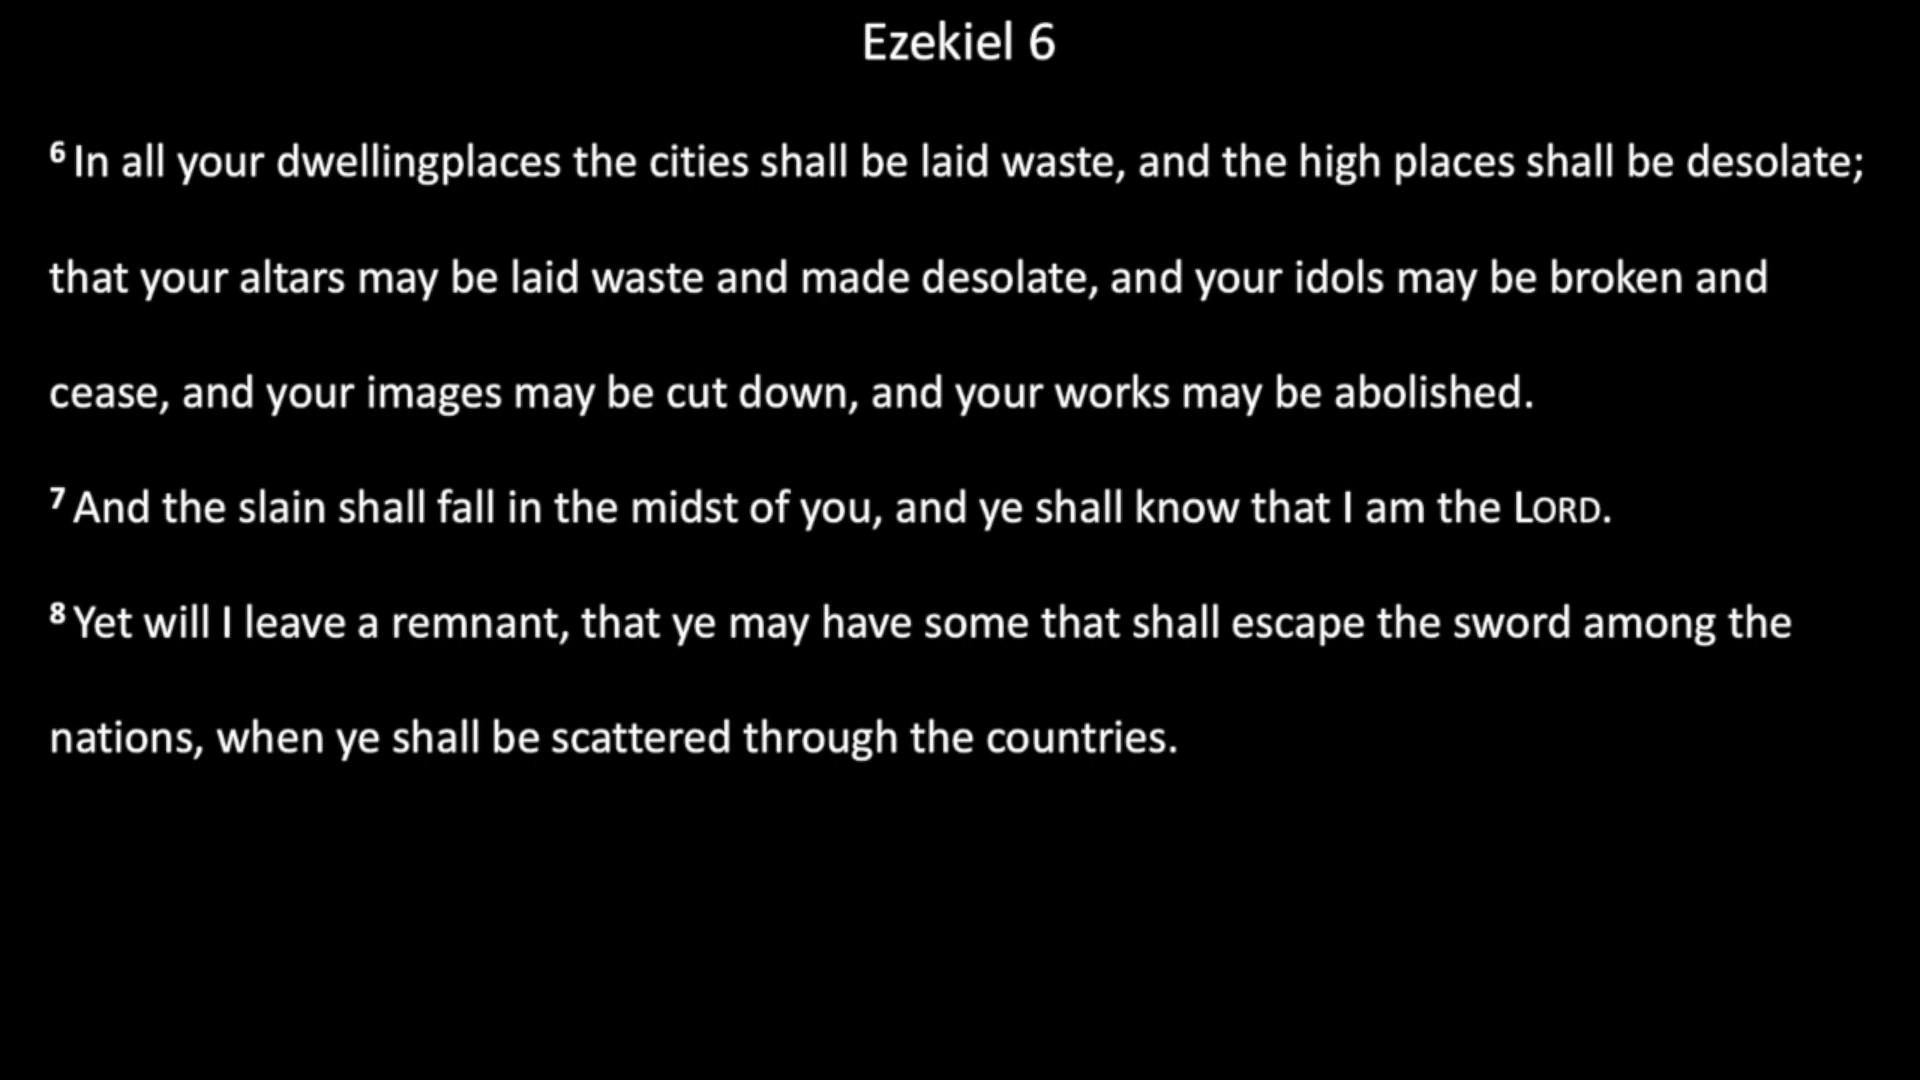 Ezekiel 6
6 In all your dwellingplaces the cities shall be laid waste, and the high places shall be desolate;
that your altars may be laid waste and made desolate, and your idols may be broken and
cease, and your images may be cut down, and your works may be abolished.
7 And the slain shall fall in the midst of you, and ye shall know that I am the LORD.
8 Yet will I leave a remnant, that ye may have some that shall escape the sword among the
nations, when ye shall be scattered through the countries.